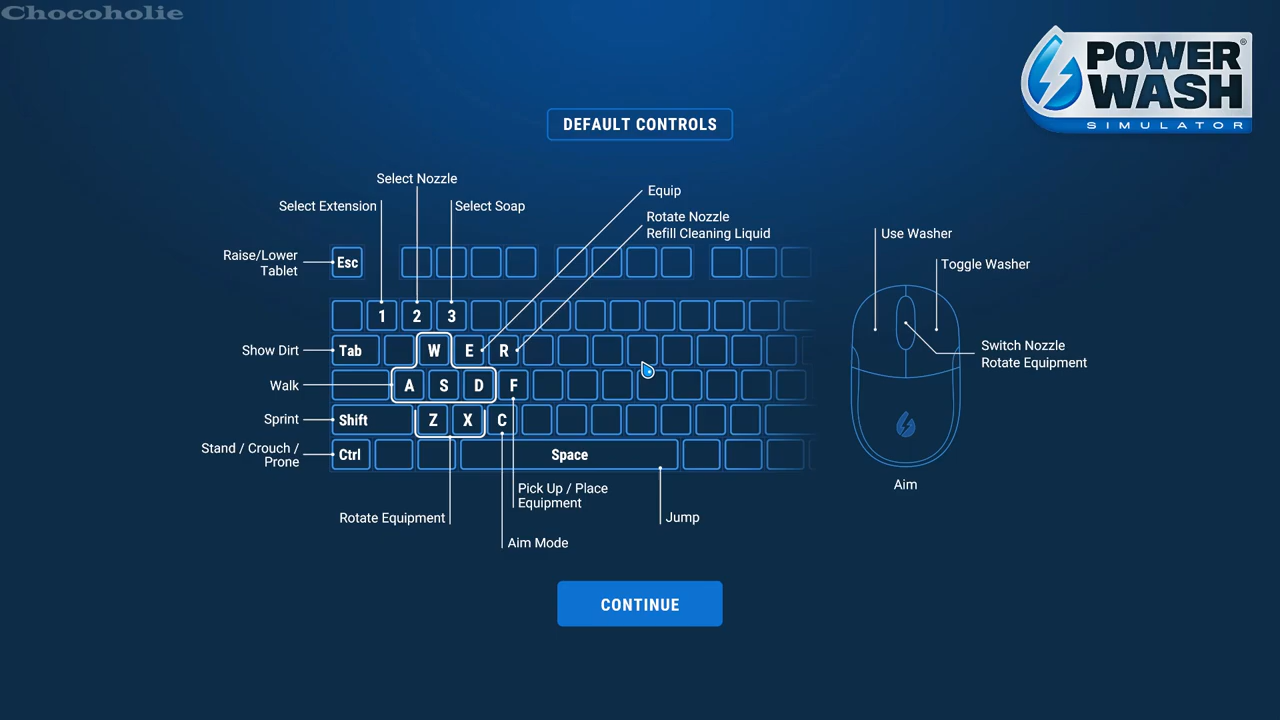 Chocoholie
POWER
WASH
SIMULATOR
DEFAULT CONTROLS
Select Nozzle
Select Extension
Select Soap
Equip
Rotate Nozzle
Refill Cleaning Liquid
Raise/Lower
Tablet
Esc
1 2 3
Show Dirt
Tab W E R
Walk
A S D F
Sprint
Shift Z X C
Stand / Crouch /
Prone
Ctrl Space
Rotate Equipment
Pick Up / Place
Equipment
Aim Mode
Jump
Use Washer
Toggle Washer
Switch Nozzle
Rotate Equipment
Aim
CONTINUE